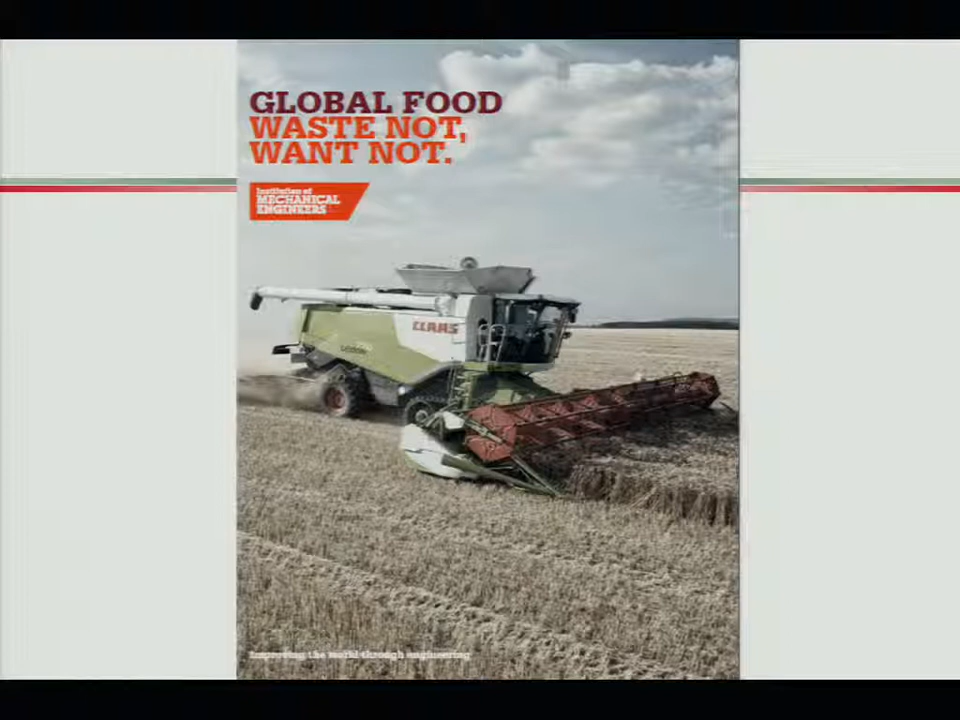 GLOBAL FOOD
WASTE NOT,
WANT NOT.
Institution of
MECHANICAL
ENGINEERS
CLAAS
Improving the world through engineering